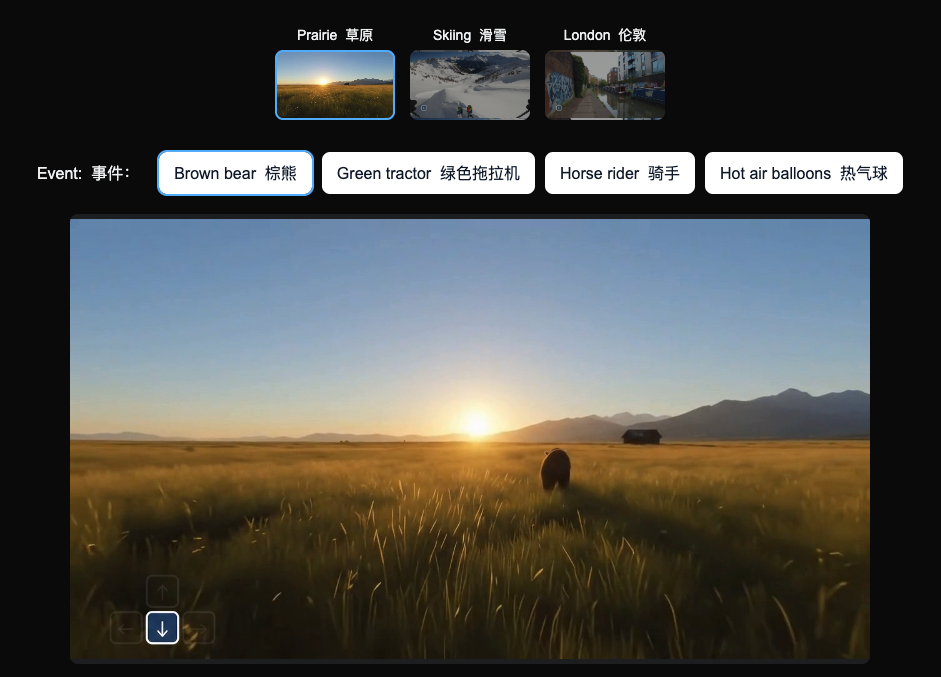 Prairie 草原
Skiing 滑雪
London 伦敦
Event: 事件：
Brown bear 棕熊
Green tractor 绿色拖拉机
Horse rider 骑手
Hot air balloons 热气球
↑
←
↓
→